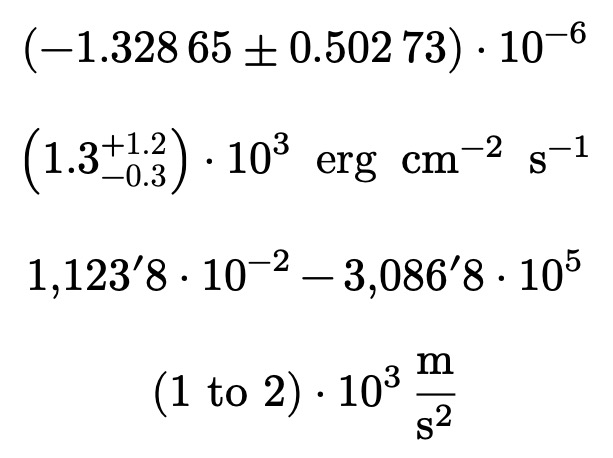 (−1.328 65 ± 0.502 73) · 10⁻⁶
(1.3⁺¹·²₋₀.₃) · 10³ erg cm⁻² s⁻¹
1,123′8 · 10⁻² − 3,086′8 · 10⁵
(1 to 2) · 10³ m/s²